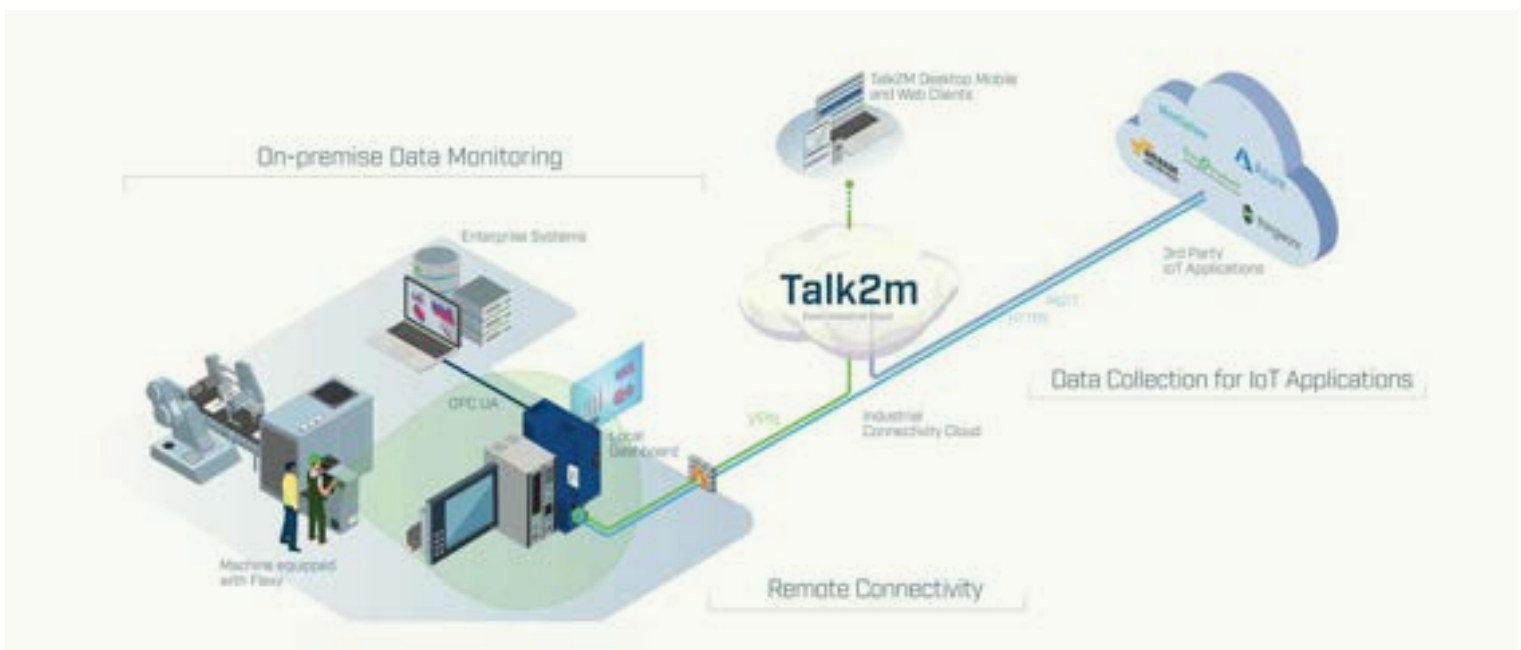 Talk2M Desktop Mobile
and Web Clients
On-premise Data Monitoring
Azure
amazon
Thingworx
Enterprise Systems
3rd Party
IoT Applications
Talk2m
MQTT
HTTPS
Data Collection for IoT Applications
OPC UA
VPN
Industrial
Connectivity Cloud
Local
Dashboard
Machine equipped
with Flexy
Remote Connectivity